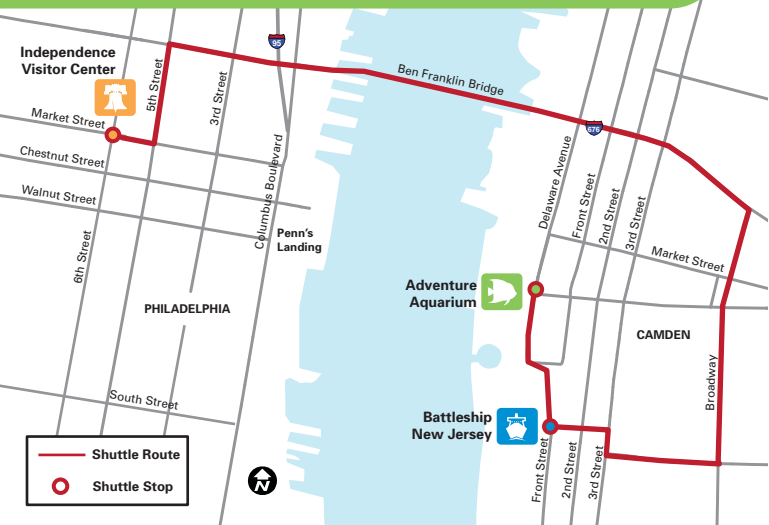 95
Independence
Visitor Center
5th Street
3rd Street
Ben Franklin Bridge
676
Market Street
Chestnut Street
Walnut Street
Columbus Boulevard
Delaware Avenue
Front Street
2nd Street
3rd Street
6th Street
Penn's
Landing
Market Street
Adventure
Aquarium
PHILADELPHIA
CAMDEN
Broadway
South Street
Battleship
New Jersey
Front Street
2nd Street
3rd Street
Shuttle Route
Shuttle Stop
N